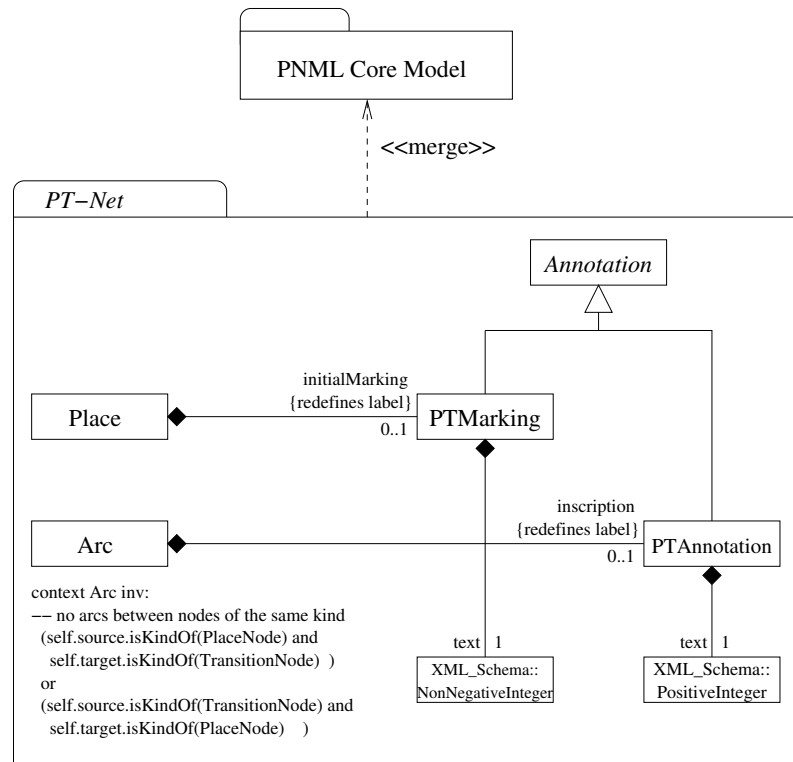 PNML Core Model
<<merge>>
PT−Net
Annotation
initialMarking
{redefines label}
0..1
Place
PTMarking
inscription
{redefines label}
0..1
Arc
PTAnnotation
context Arc inv:
−− no arcs between nodes of the same kind
(self.source.isKindOf(PlaceNode) and
self.target.isKindOf(TransitionNode) )
or
(self.source.isKindOf(TransitionNode) and
self.target.isKindOf(PlaceNode) )
text 1
XML_Schema::
NonNegativeInteger
text 1
XML_Schema::
PositiveInteger